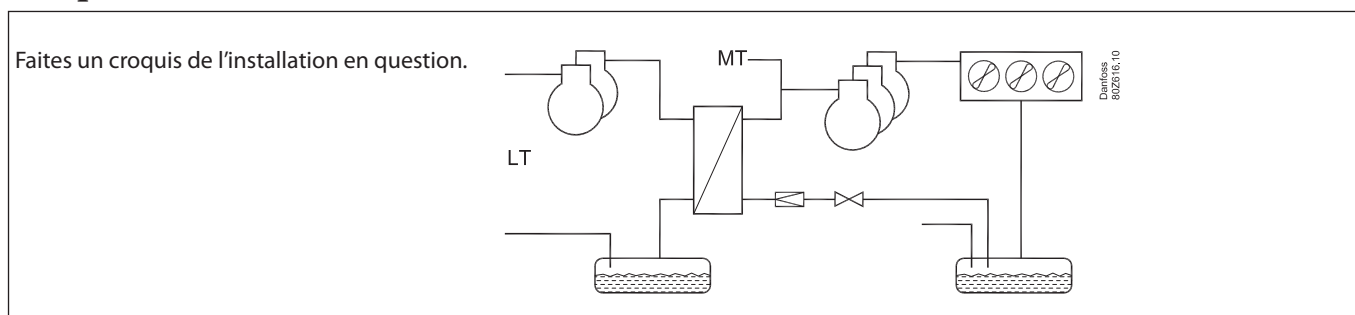 Faites un croquis de l’installation en question.
MT
LT
Danfoss
80Z616.10